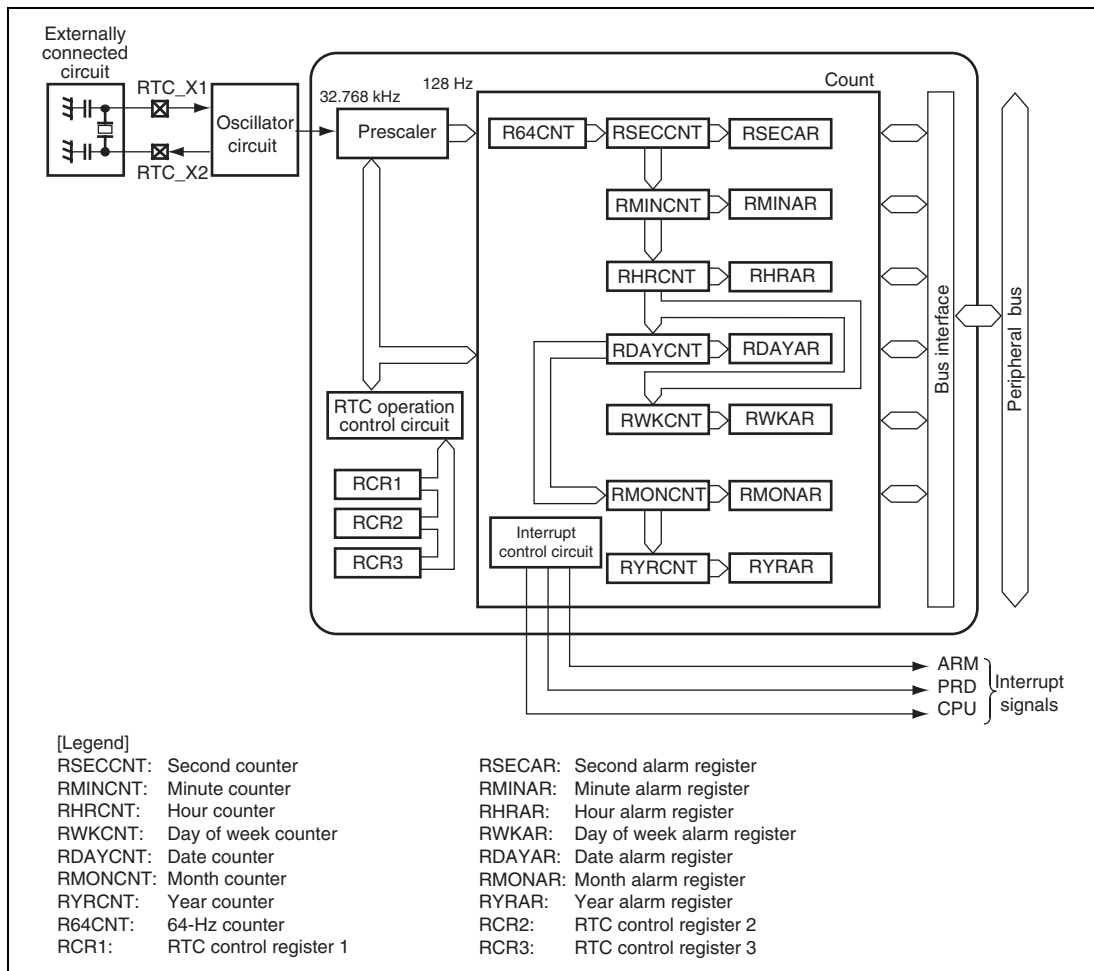 Externally
connected
circuit
RTC_X1
RTC_X2
Oscillator
circuit
32.768 kHz
128 Hz
Prescaler
Count
R64CNT
RSECCNT
RSECAR
RMINCNT
RMINAR
RHRCNT
RHRAR
RDAYCNT
RDAYAR
RWKCNT
RWKAR
RMONCNT
RMONAR
RYRCNT
RYRAR
RTC operation
control circuit
RCR1
RCR2
RCR3
Interrupt
control circuit
Bus interface
Peripheral bus
ARM
PRD
CPU
Interrupt
signals
[Legend]
RSECCNT: Second counter
RMINCNT: Minute counter
RHRCNT: Hour counter
RWKCNT: Day of week counter
RDAYCNT: Date counter
RMONCNT: Month counter
RYRCNT: Year counter
R64CNT: 64-Hz counter
RCR1: RTC control register 1
RSECAR: Second alarm register
RMINAR: Minute alarm register
RHRAR: Hour alarm register
RWKAR: Day of week alarm register
RDAYAR: Date alarm register
RMONAR: Month alarm register
RYRAR: Year alarm register
RCR2: RTC control register 2
RCR3: RTC control register 3